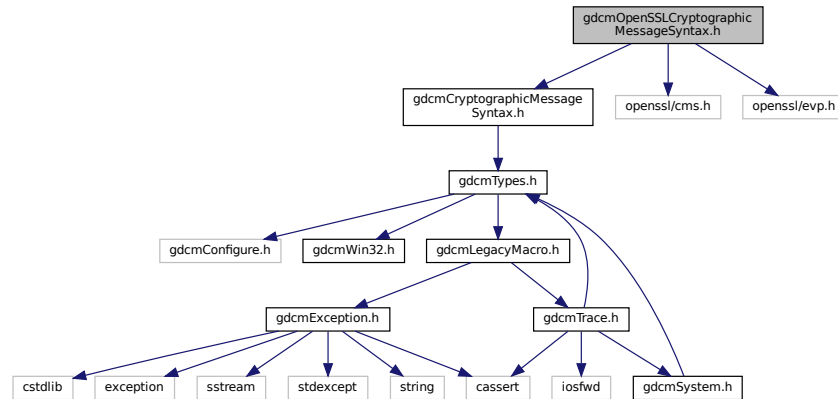 gdcmOpenSSLCryptographic
MessageSyntax.h
gdcmCryptographicMessage
Syntax.h
openssl/cms.h
openssl/evp.h
gdcmTypes.h
gdcmConfigure.h
gdcmWin32.h
gdcmLegacyMacro.h
gdcmException.h
gdcmTrace.h
cstdlib
exception
sstream
stdexcept
string
cassert
iosfwd
gdcmSystem.h